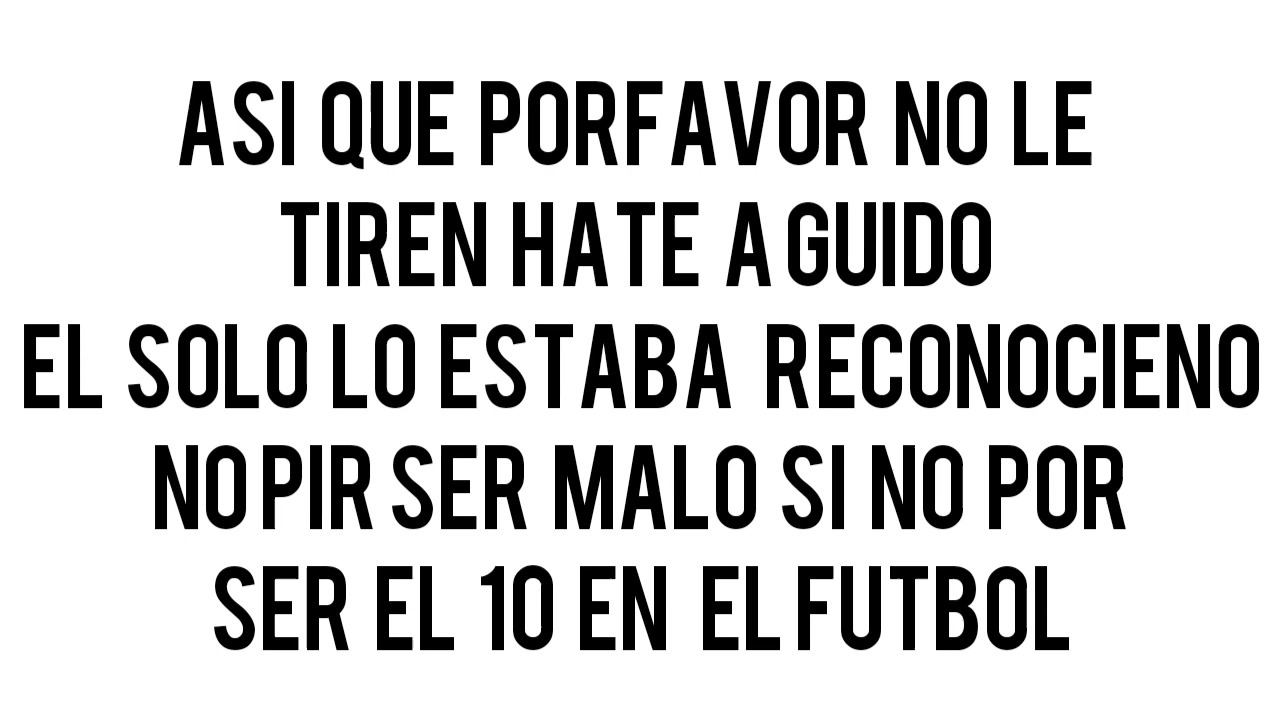 ASI QUE PORFAVOR NO LE
TIREN HATE A GUIDO
EL SOLO LO ESTABA RECONOCIENO
NO PIR SER MALO SI NO POR
SER EL 10 EN EL FUTBOL